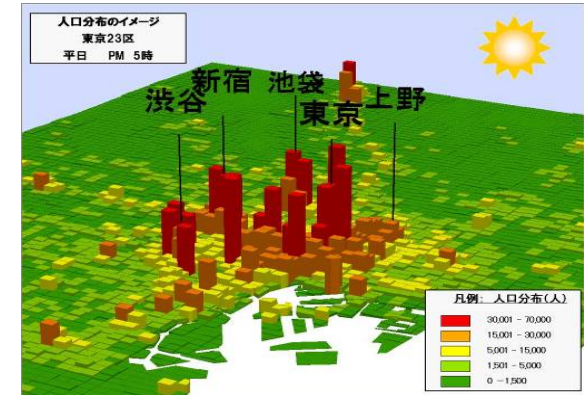 人口分布のイメージ
東京23区
平日 PM 5時
新宿
池袋
渋谷
東京
上野
凡例: 人口分布(人)
30,001 - 70,000
15,001 - 30,000
5,001 - 15,000
1,501 - 5,000
0 -1,500